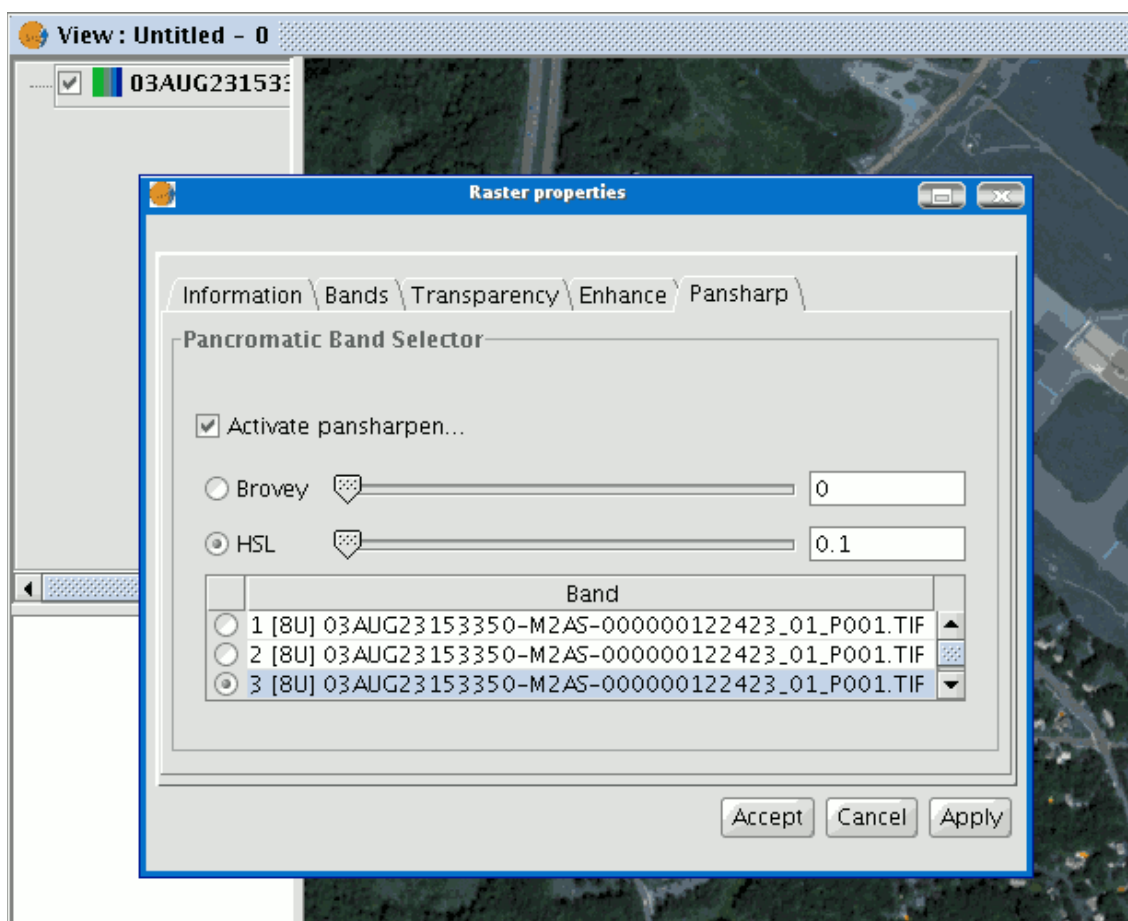 View : Untitled - 0
03AUG231533
Raster properties
Information
Bands
Transparency
Enhance
Pansharp
Pancromatic Band Selector
Activate pansharpen...
Brovey
0
HSL
0.1
Band
1 [8U] 03AUG23153350-M2AS-000000122423_01_P001.TIF
2 [8U] 03AUG23153350-M2AS-000000122423_01_P001.TIF
3 [8U] 03AUG23153350-M2AS-000000122423_01_P001.TIF
Accept
Cancel
Apply